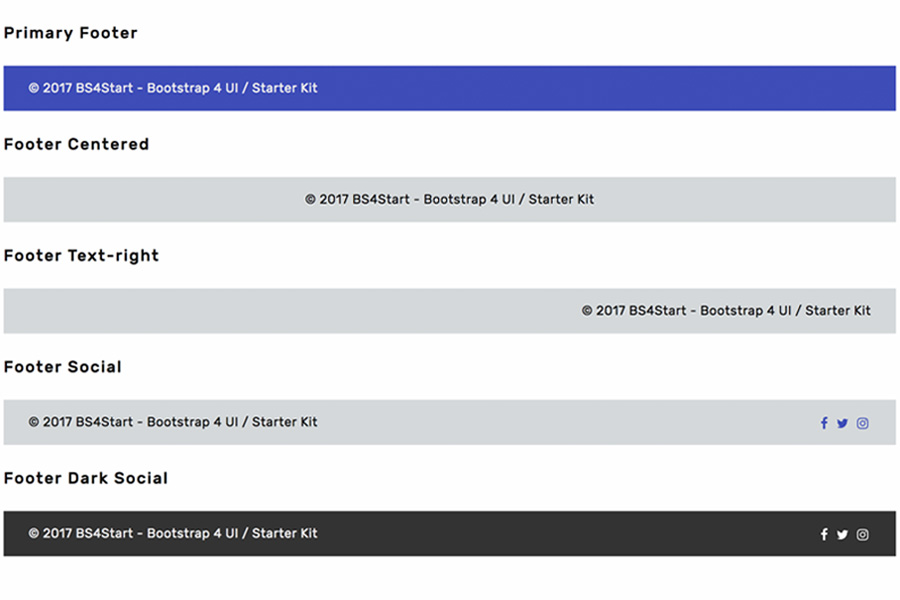 Primary Footer
© 2017 BS4Start - Bootstrap 4 UI / Starter Kit
Footer Centered
© 2017 BS4Start - Bootstrap 4 UI / Starter Kit
Footer Text-right
© 2017 BS4Start - Bootstrap 4 UI / Starter Kit
Footer Social
© 2017 BS4Start - Bootstrap 4 UI / Starter Kit
Footer Dark Social
© 2017 BS4Start - Bootstrap 4 UI / Starter Kit